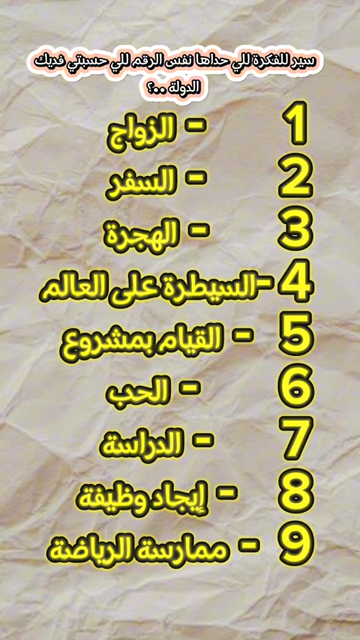 سير للفكرة للي حداها نفس الرقم للي حسبتي فديك
الدولة ..؟
1 - الزواج
2 - السفر
3 - الهجرة
4 -السيطرة على العالم
5 - القيام بمشروع
6 - الحب
7 - الدراسة
8 - إيجاد وظيفة
9 - ممارسة الرياضة